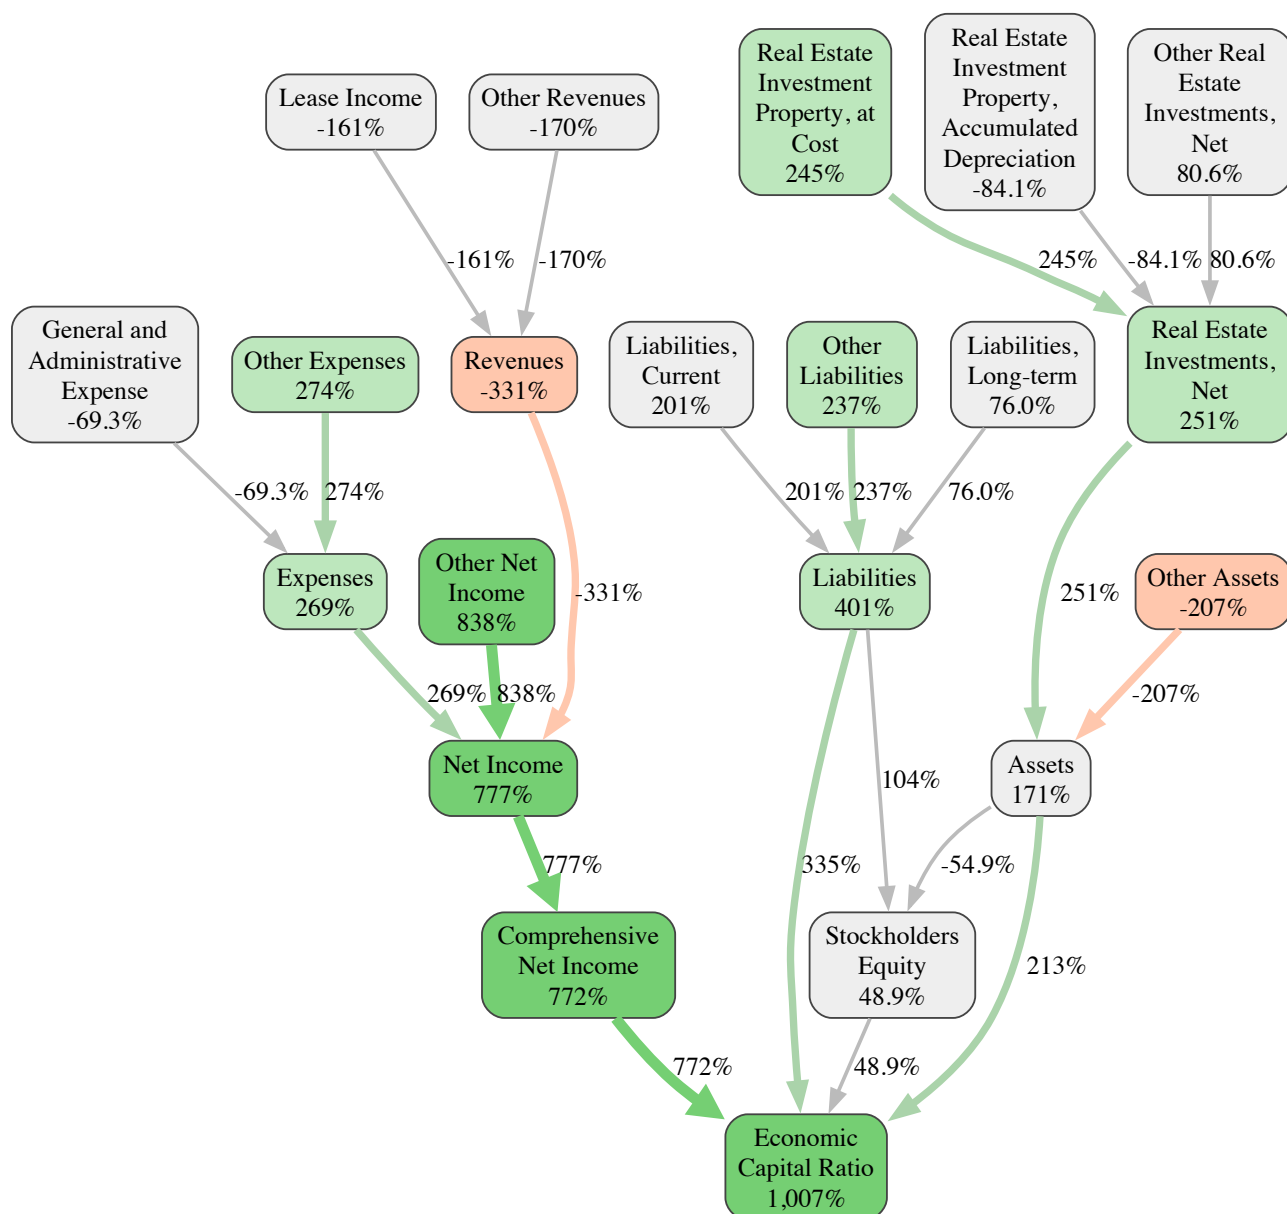 Real Estate
Investment
Property, at
Cost
245%
Real Estate
Investment
Property,
Accumulated
Depreciation
-84.1%
Other Real
Estate
Investments,
Net
80.6%
Lease Income
-161%
Other Revenues
-170%
-161%
-170%
245%
-84.1%
80.6%
General and
Administrative
Expense
-69.3%
Other Expenses
274%
Revenues
-331%
Liabilities,
Current
201%
Other
Liabilities
237%
Liabilities,
Long-term
76.0%
Real Estate
Investments,
Net
251%
-69.3%
274%
201%
237%
76.0%
Expenses
269%
Other Net
Income
838%
-331%
Liabilities
401%
251%
Other Assets
-207%
269%
838%
-207%
Net Income
777%
104%
Assets
171%
777%
335%
-54.9%
Comprehensive
Net Income
772%
Stockholders
Equity
48.9%
213%
772%
48.9%
Economic
Capital Ratio
1,007%